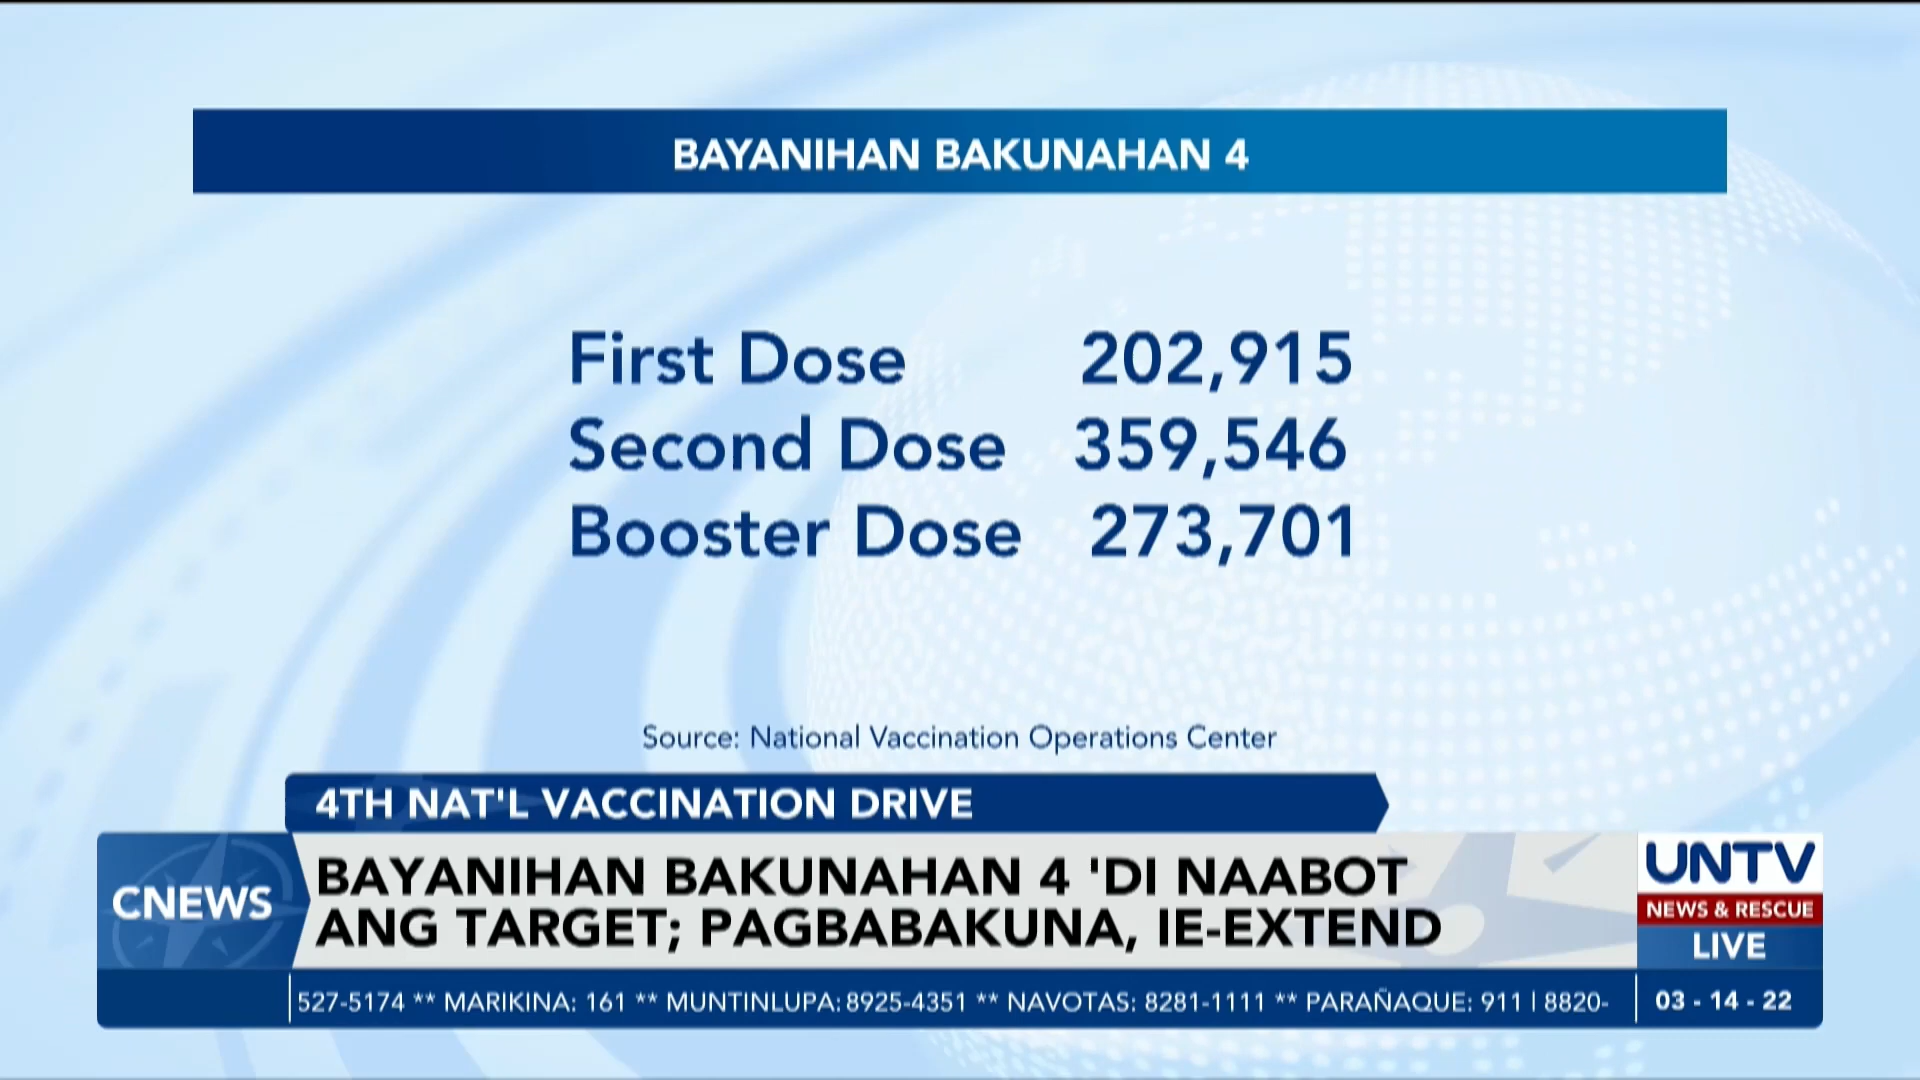 BAYANIHAN BAKUNAHAN 4
First Dose 202,915
Second Dose 359,546
Booster Dose 273,701
Source: National Vaccination Operations Center
4TH NAT'L VACCINATION DRIVE
CNEWS
BAYANIHAN BAKUNAHAN 4 'DI NAABOT
ANG TARGET; PAGBABAKUNA, IE-EXTEND
UNTV
NEWS & RESCUE
LIVE
527-5174 ** MARIKINA: 161 ** MUNTINLUPA: 8925-4351 ** NAVOTAS: 8281-1111 ** PARAÑAQUE: 911 | 8820-
03 - 14 - 22